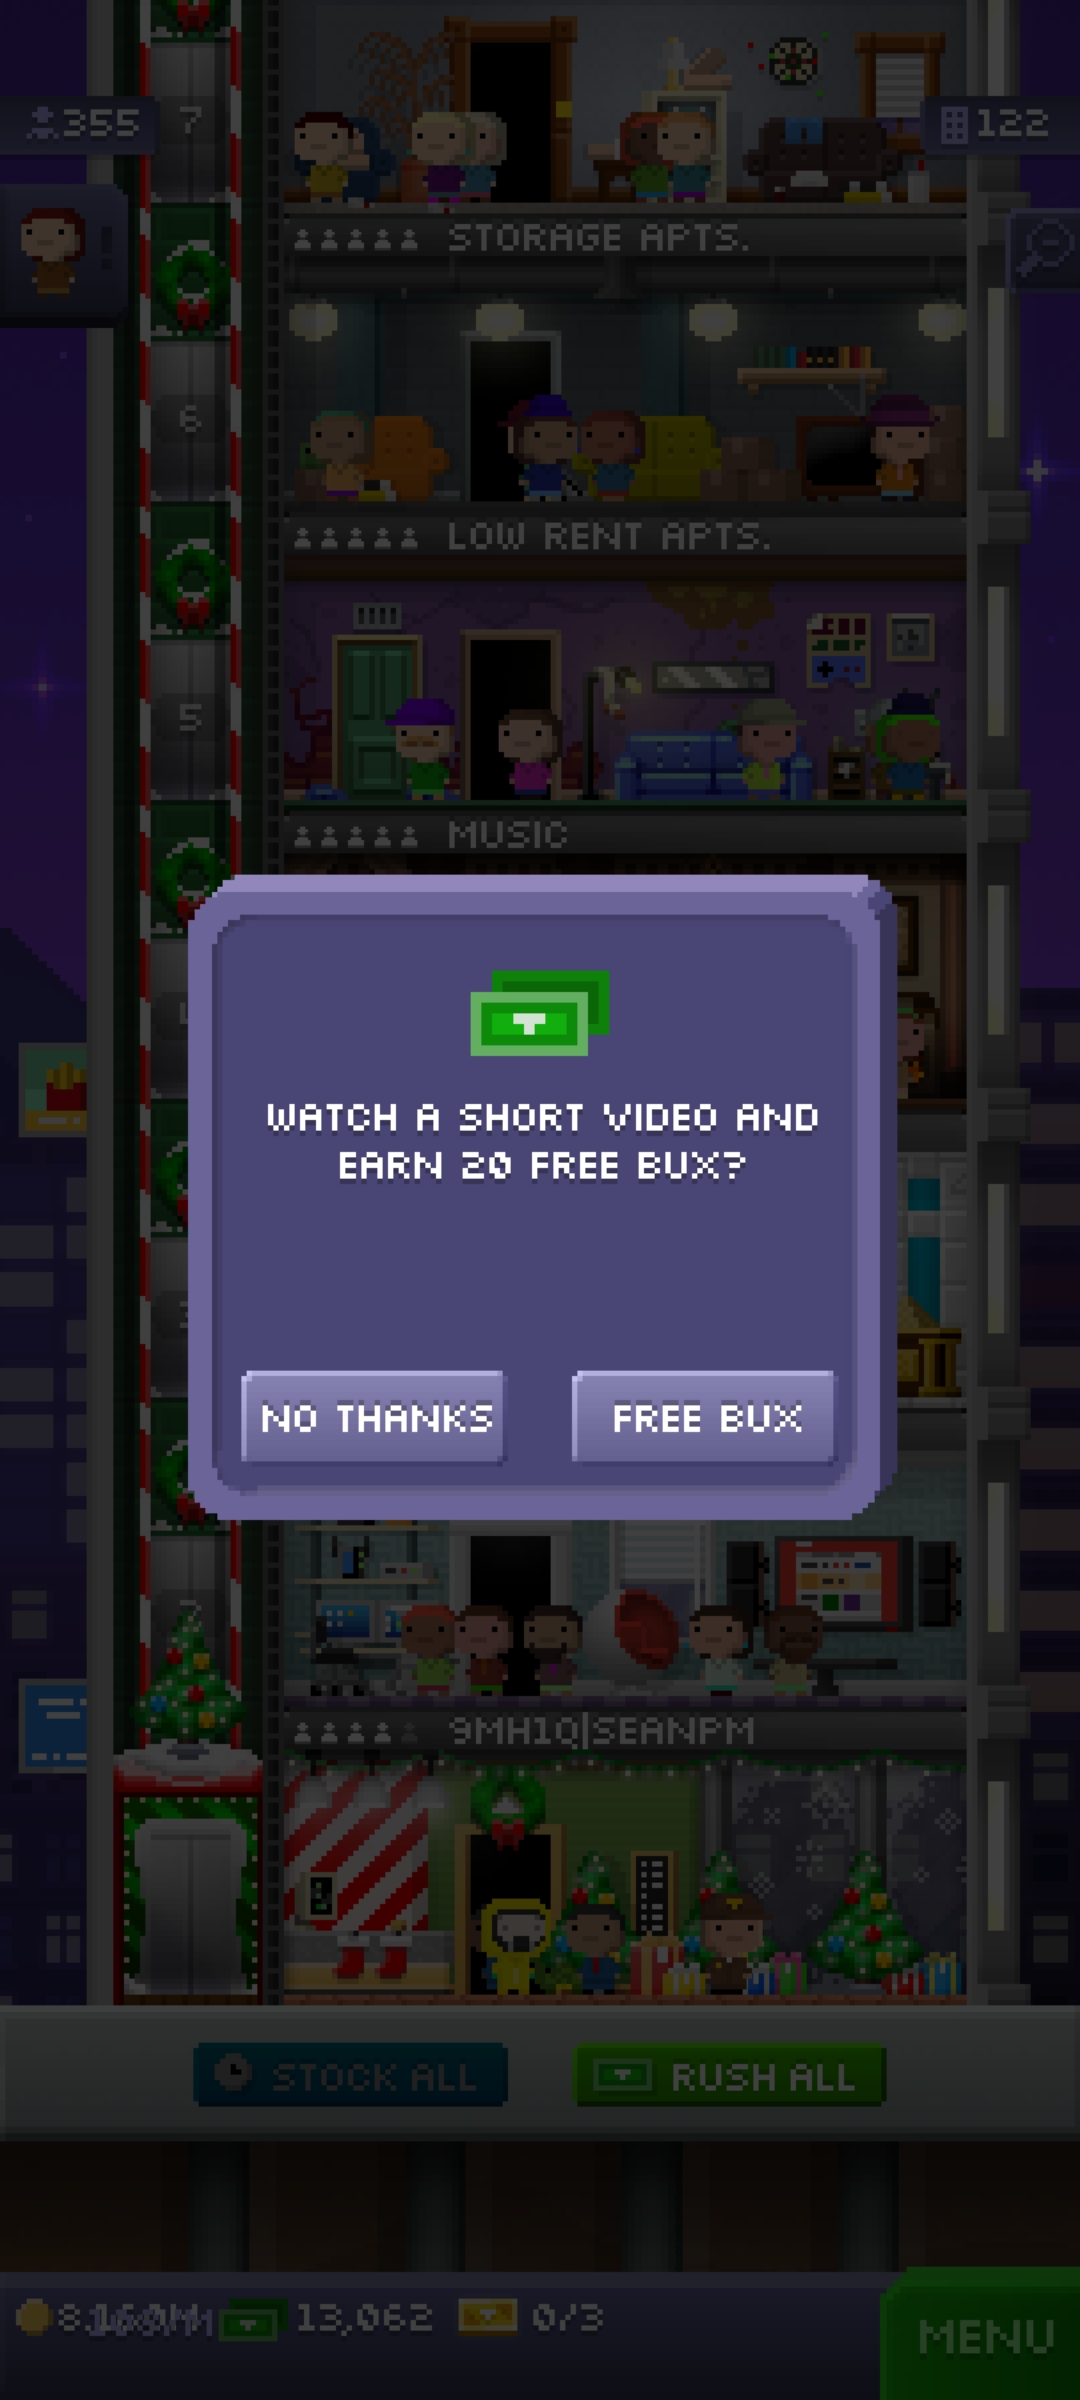 7
355
122
STORAGE APTS.
6
LOW RENT APTS.
5
MUSIC
WATCH A SHORT VIDEO AND
EARN 20 FREE BUX?
NO THANKS
FREE BUX
9MH1Q|SEANPM
STOCK ALL
RUSH ALL
13,062
0/3
MENU